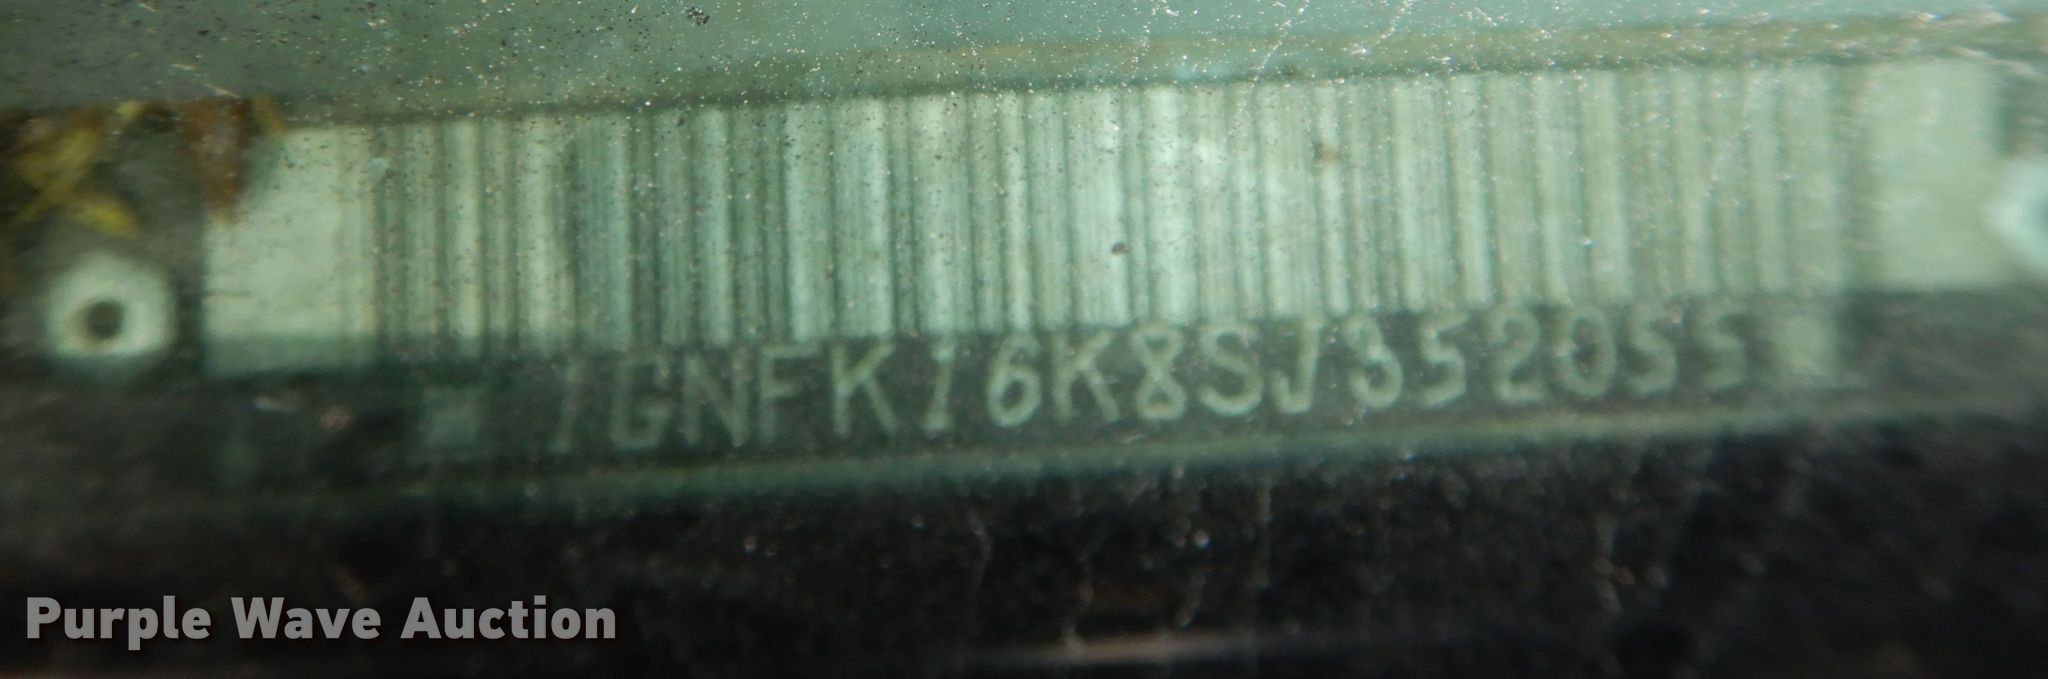 1GNFK16K8SJ352055
Purple Wave Auction